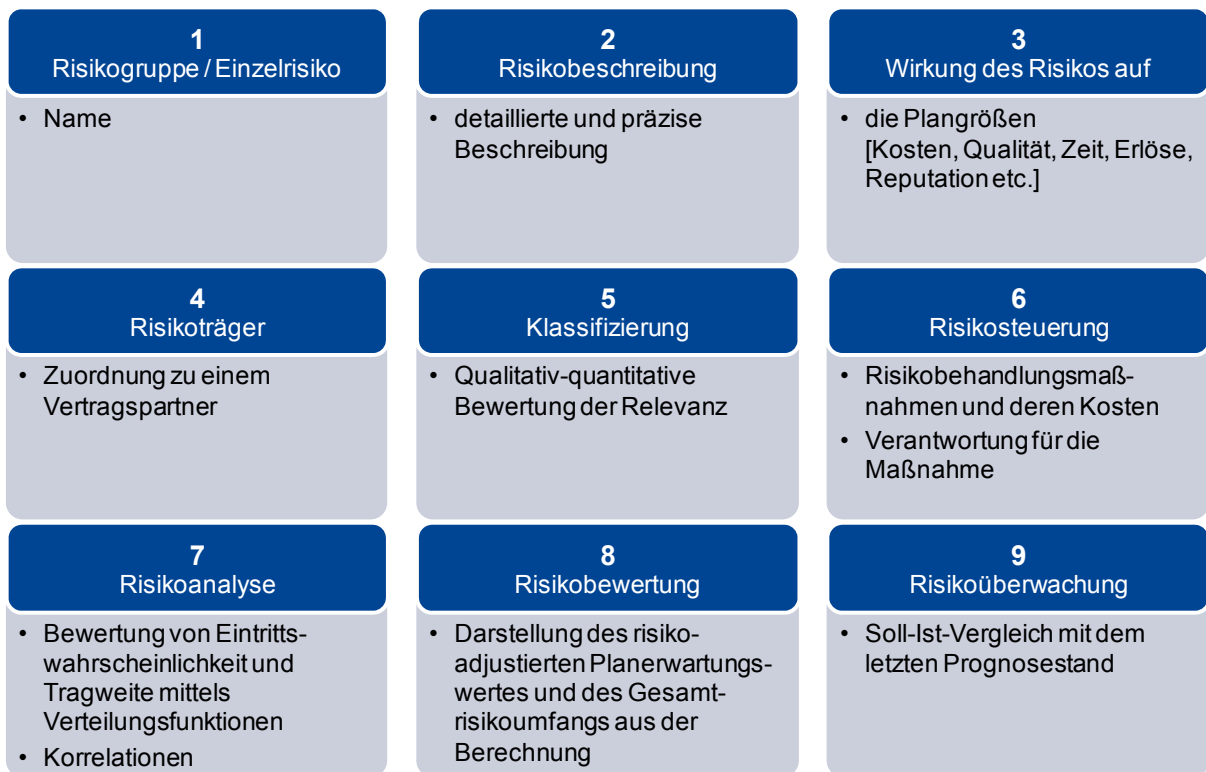 1
Risikogruppe / Einzelrisiko
• Name
2
Risikobeschreibung
• detaillierte und präzise
Beschreibung
3
Wirkung des Risikos auf
• die Plangrößen
[Kosten, Qualität, Zeit, Erlöse,
Reputation etc.]
4
Risikoträger
• Zuordnung zu einem
Vertragspartner
5
Klassifizierung
• Qualitativ-quantitative
Bewertung der Relevanz
6
Risikosteuerung
• Risikobehandlungsmaß-
nahmen und deren Kosten
• Verantwortung für die
Maßnahme
7
Risikoanalyse
• Bewertung von Eintritts-
wahrscheinlichkeit und
Tragweite mittels
Verteilungsfunktionen
• Korrelationen
8
Risikobewertung
• Darstellung des risiko-
adjustierten Planerwartungs-
wertes und des Gesamt-
risikoumfangs aus der
Berechnung
9
Risikoüberwachung
• Soll-Ist-Vergleich mit dem
letzten Prognosestand